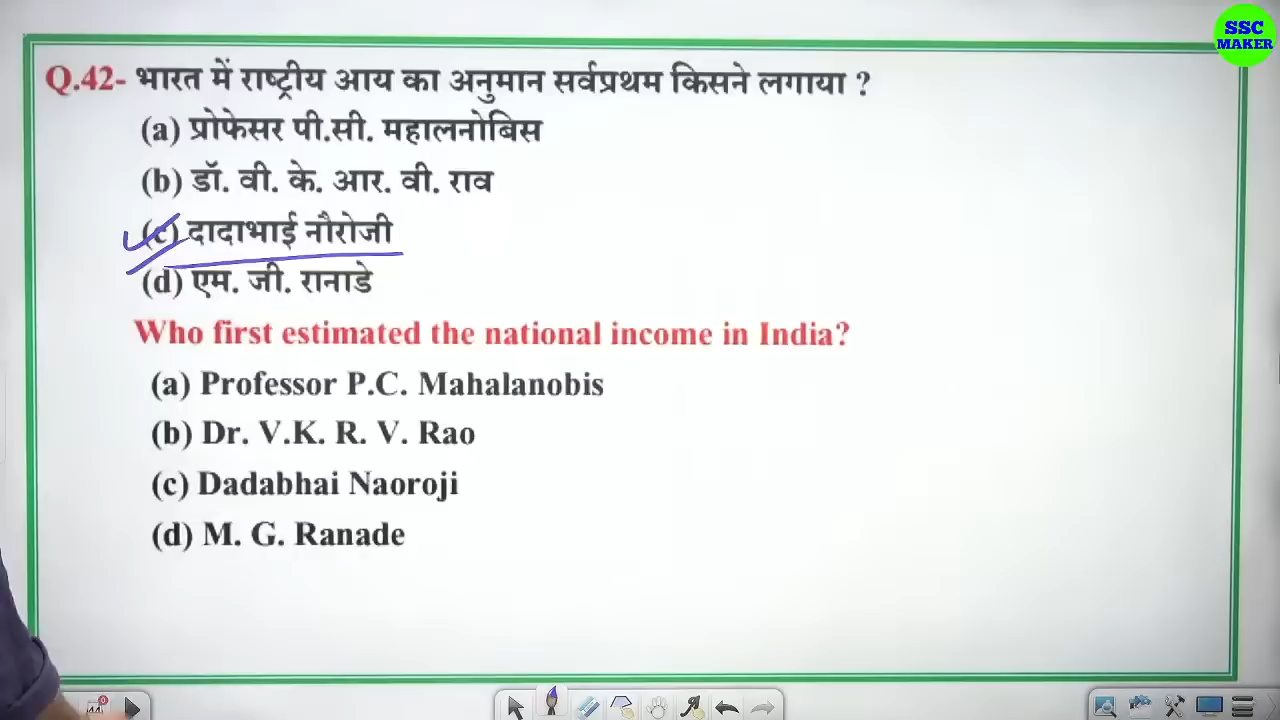 SSC
MAKER
Q.42- भारत में राष्ट्रीय आय का अनुमान सर्वप्रथम किसने लगाया ?
(a) प्रोफेसर पी.सी. महालनोबिस
(b) डॉ. वी. के. आर. वी. राव
(c) दादाभाई नौरोजी
(d) एम. जी. रानाडे
Who first estimated the national income in India?
(a) Professor P.C. Mahalanobis
(b) Dr. V.K. R. V. Rao
(c) Dadabhai Naoroji
(d) M. G. Ranade